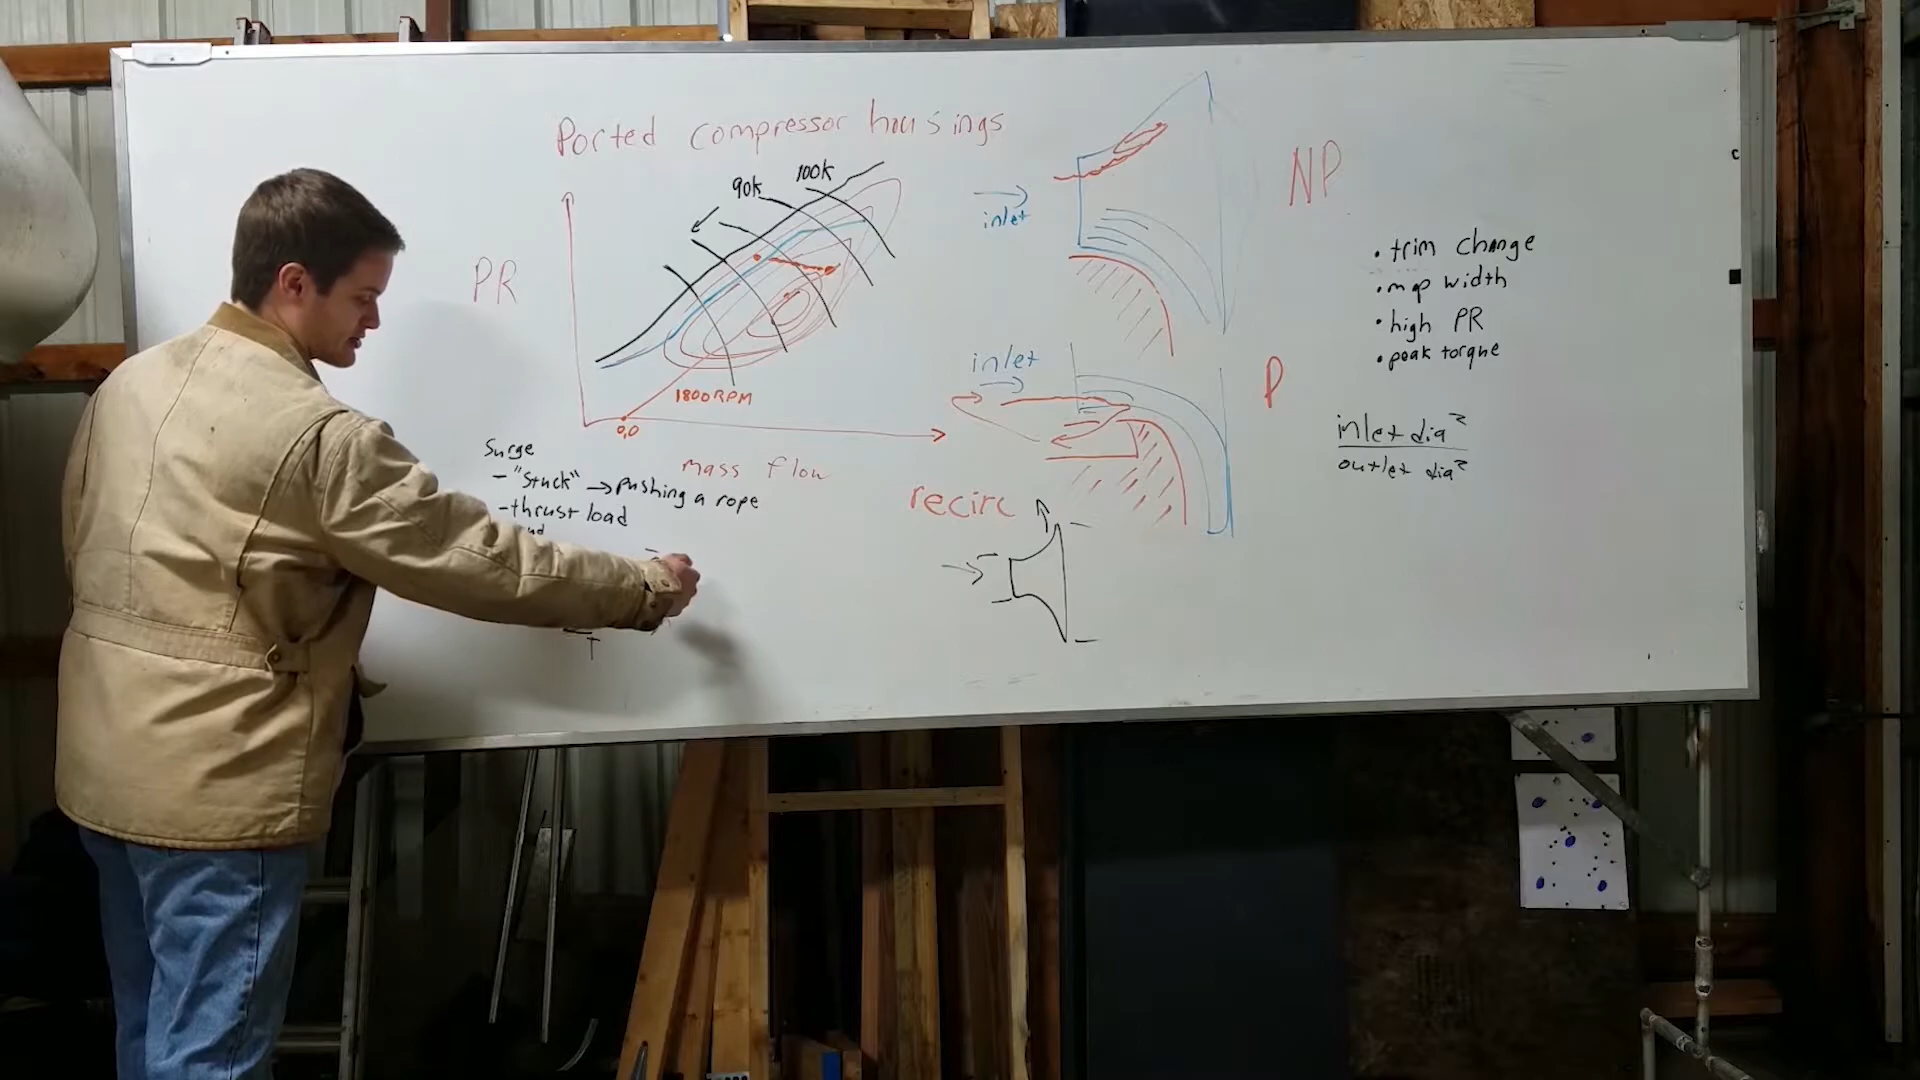 Ported compressor housings
90k
100k
PR
1800RPM
0,0
mass flow
Surge
- "stuck" → pushing a rope
- thrust load
T
inlet
NP
inlet
P
recirc
• trim change
• map width
• high PR
• peak torque
inlet dia²
outlet dia²
c